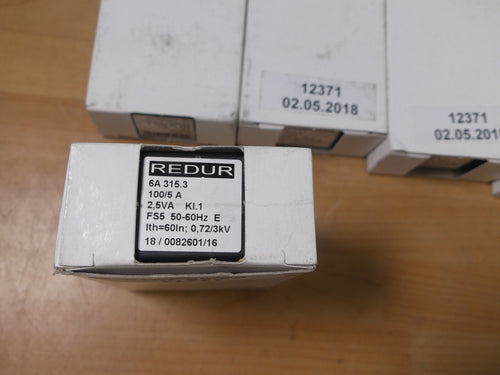 12371
02.05.2018
12371
02.05.201
REDUR
6A 315.3
100/5 A
2,5VA Kl.1
FS5 50-60Hz E
Ith=60In; 0,72/3kV
18 / 0082601/16